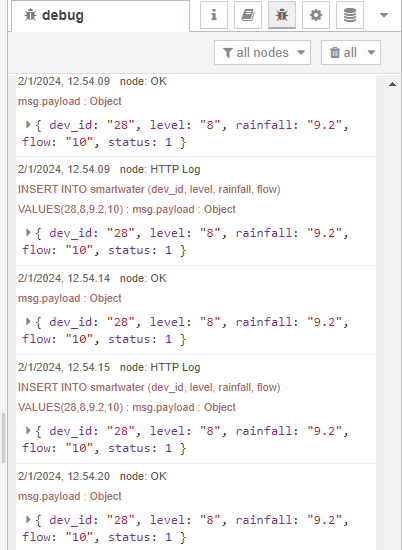 debug
all nodes
all
2/1/2024, 12.54.09 node: OK
msg.payload : Object
{ dev_id: "28", level: "8", rainfall: "9.2",
flow: "10", status: 1 }
2/1/2024, 12.54.09 node: HTTP Log
INSERT INTO smartwater (dev_id, level, rainfall, flow)
VALUES(28,8,9.2,10) : msg.payload : Object
{ dev_id: "28", level: "8", rainfall: "9.2",
flow: "10", status: 1 }
2/1/2024, 12.54.14 node: OK
msg.payload : Object
{ dev_id: "28", level: "8", rainfall: "9.2",
flow: "10", status: 1 }
2/1/2024, 12.54.15 node: HTTP Log
INSERT INTO smartwater (dev_id, level, rainfall, flow)
VALUES(28,8,9.2,10) : msg.payload : Object
{ dev_id: "28", level: "8", rainfall: "9.2",
flow: "10", status: 1 }
2/1/2024, 12.54.20 node: OK
msg.payload : Object
{ dev_id: "28", level: "8", rainfall: "9.2",
flow: "10", status: 1 }